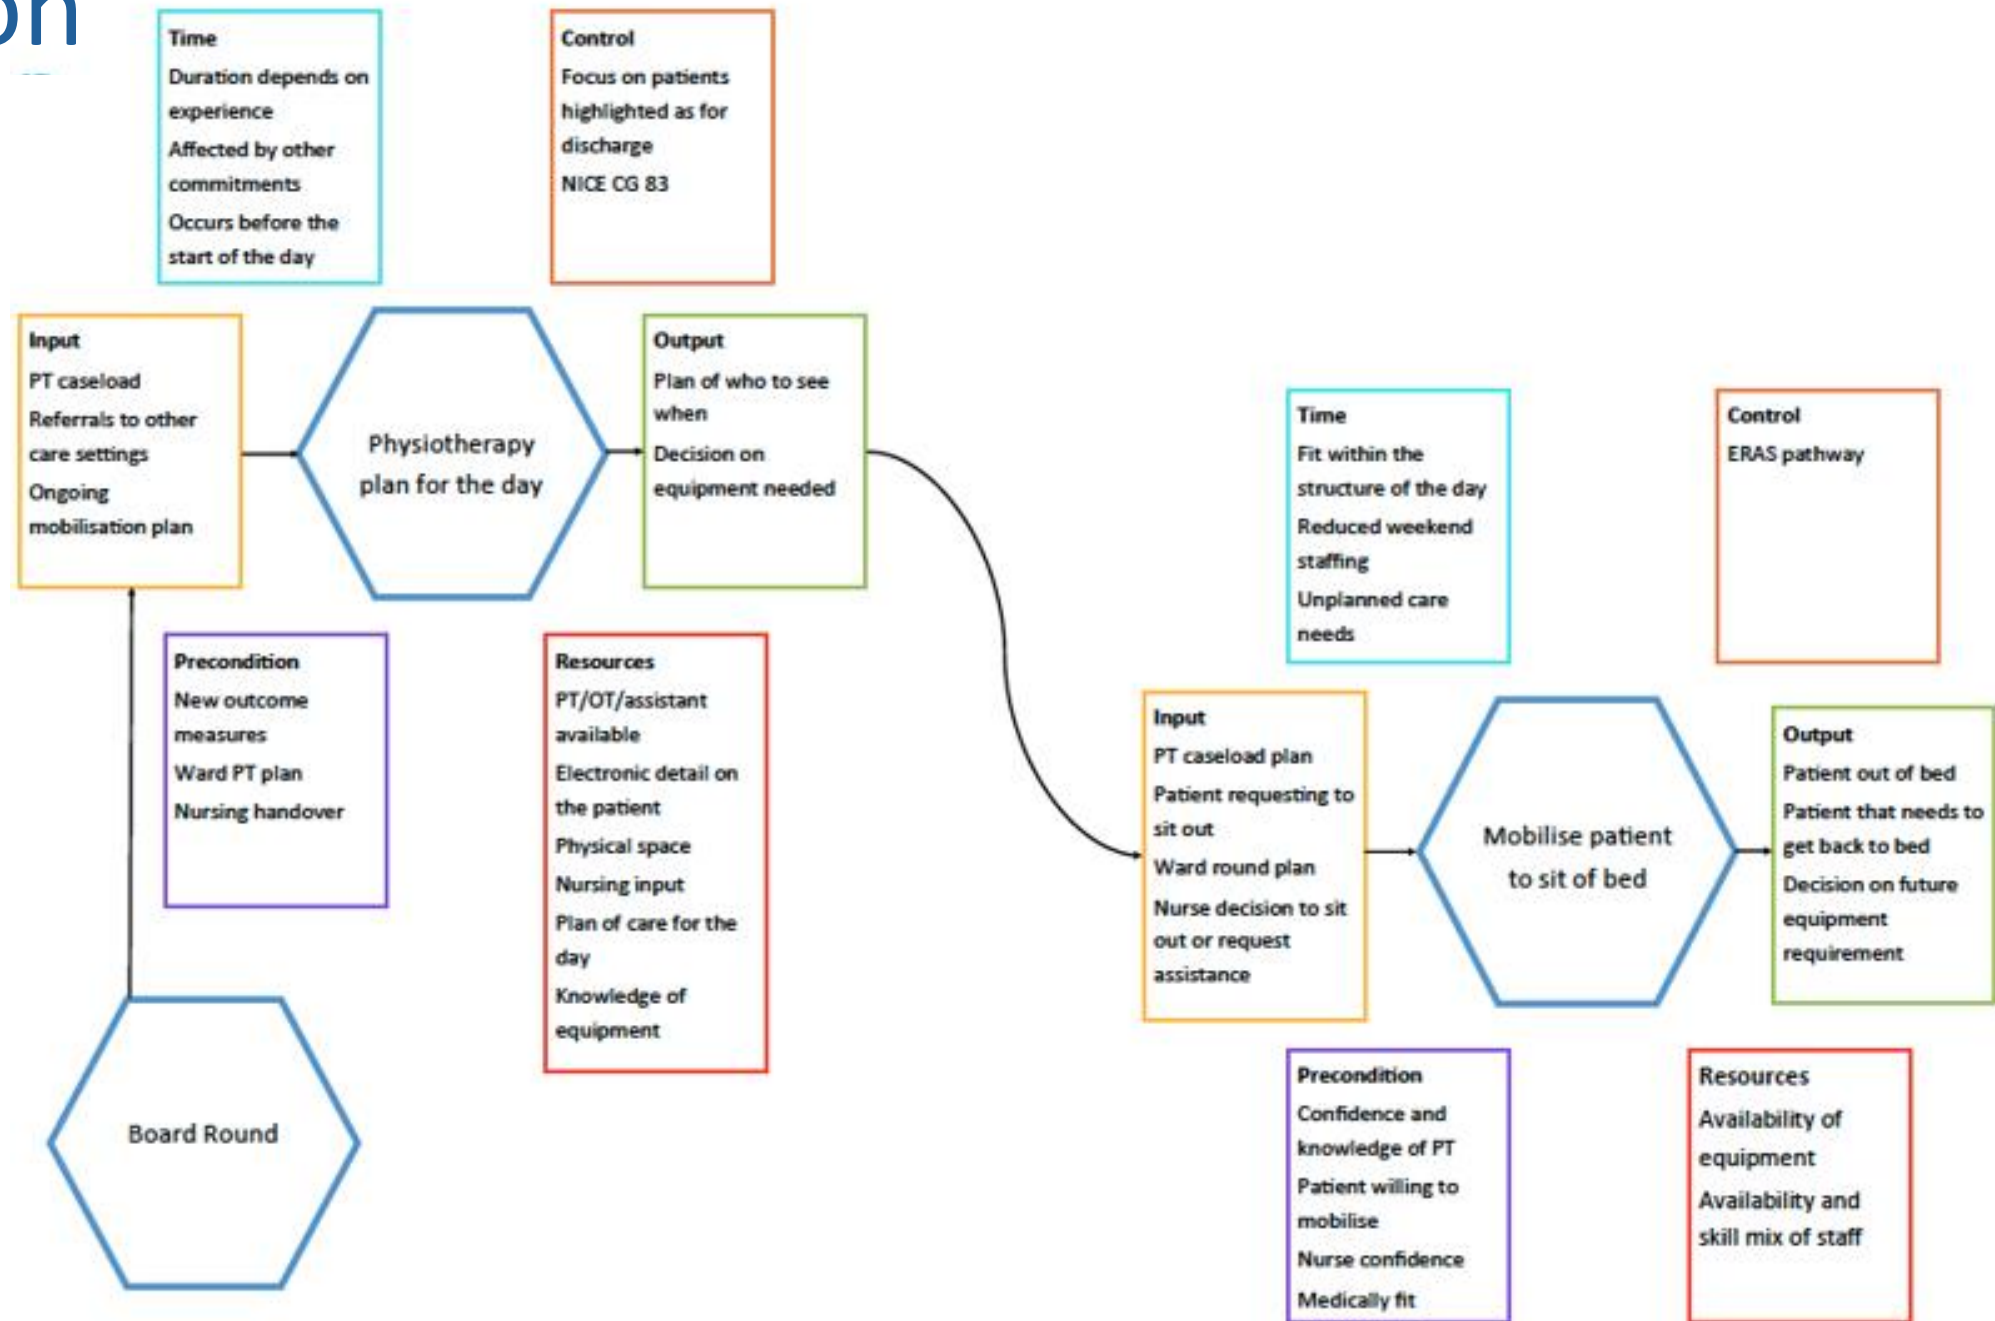 on
Time
Duration depends on
experience
Affected by other
commitments
Occurs before the
start of the day
Control
Focus on patients
highlighted as for
discharge
NICE CG 83
Input
PT caseload
Referrals to other
care settings
Ongoing
mobilisation plan
Physiotherapy
plan for the day
Output
Plan of who to see
when
Decision on
equipment needed
Precondition
New outcome
measures
Ward PT plan
Nursing handover
Resources
PT/OT/assistant
available
Electronic detail on
the patient
Physical space
Nursing input
Plan of care for the
day
Knowledge of
equipment
Board Round
Time
Fit within the
structure of the day
Reduced weekend
staffing
Unplanned care
needs
Control
ERAS pathway
Input
PT caseload plan
Patient requesting to
sit out
Ward round plan
Nurse decision to sit
out or request
assistance
Mobilise patient
to sit of bed
Output
Patient out of bed
Patient that needs to
get back to bed
Decision on future
equipment
requirement
Precondition
Confidence and
knowledge of PT
Patient willing to
mobilise
Nurse confidence
Medically fit
Resources
Availability of
equipment
Availability and
skill mix of staff